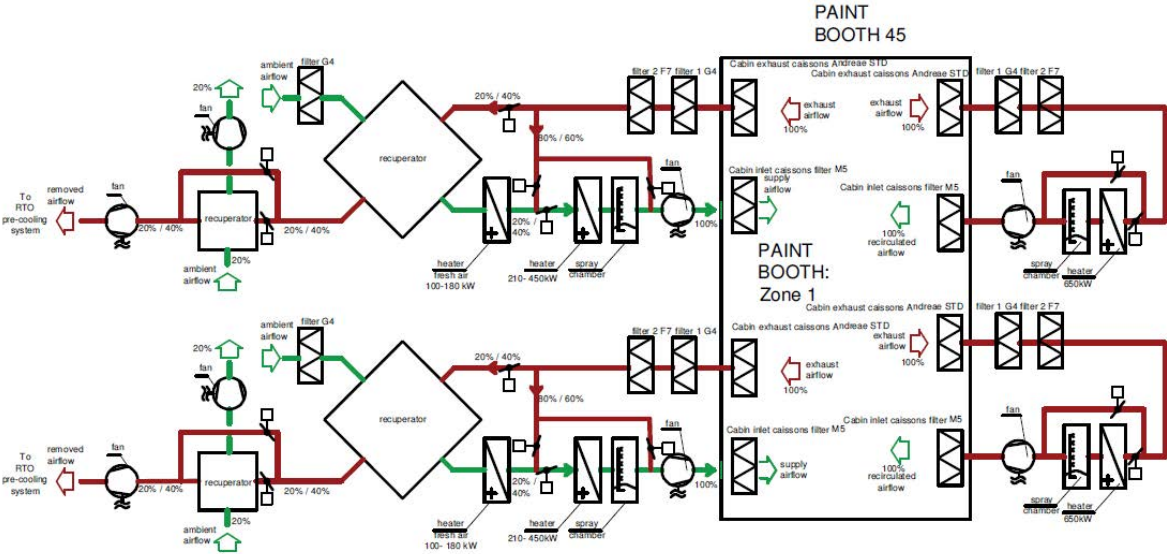 PAINT
BOOTH 45
ambient
airflow
filter G4
20%
fan
Cabin exhaust caissons Andreae STD
Cabin exhaust caissons Andreae STD
filter 2 F7
filter 1 G4
filter 1 G4
filter 2 F7
20% / 40%
exhaust
airflow
100%
exhaust
airflow
100%
80% / 60%
recuperator
Cabin inlet caissons filter M5
fan
supply
airflow
Cabin inlet caissons filter M5
fan
To
RTO
pre-cooling
system
removed
airflow
fan
recuperator
20% / 40%
20% / 40%
20% /
40%
100%
100%
recirculated
airflow
20%
ambient
airflow
heater
fresh air
100-180 kW
heater
210- 450kW
spray
chamber
PAINT
BOOTH:
Zone 1
spray
chamber
heater
650kW
ambient
airflow
filter G4
20%
fan
Cabin exhaust caissons Andreae STD
Cabin exhaust caissons Andreae STD
filter 2 F7
filter 1 G4
filter 1 G4
filter 2 F7
20% / 40%
exhaust
airflow
100%
exhaust
airflow
100%
80% / 60%
recuperator
Cabin inlet caissons filter M5
fan
Cabin inlet caissons filter M5
fan
To
RTO
pre-cooling
system
removed
airflow
fan
recuperator
20% / 40%
20% / 40%
20% /
40%
100%
supply
airflow
100%
recirculated
airflow
20%
ambient
airflow
heater
fresh air
100- 180 kW
heater
210- 450kW
spray
chamber
spray
chamber
heater
650kW